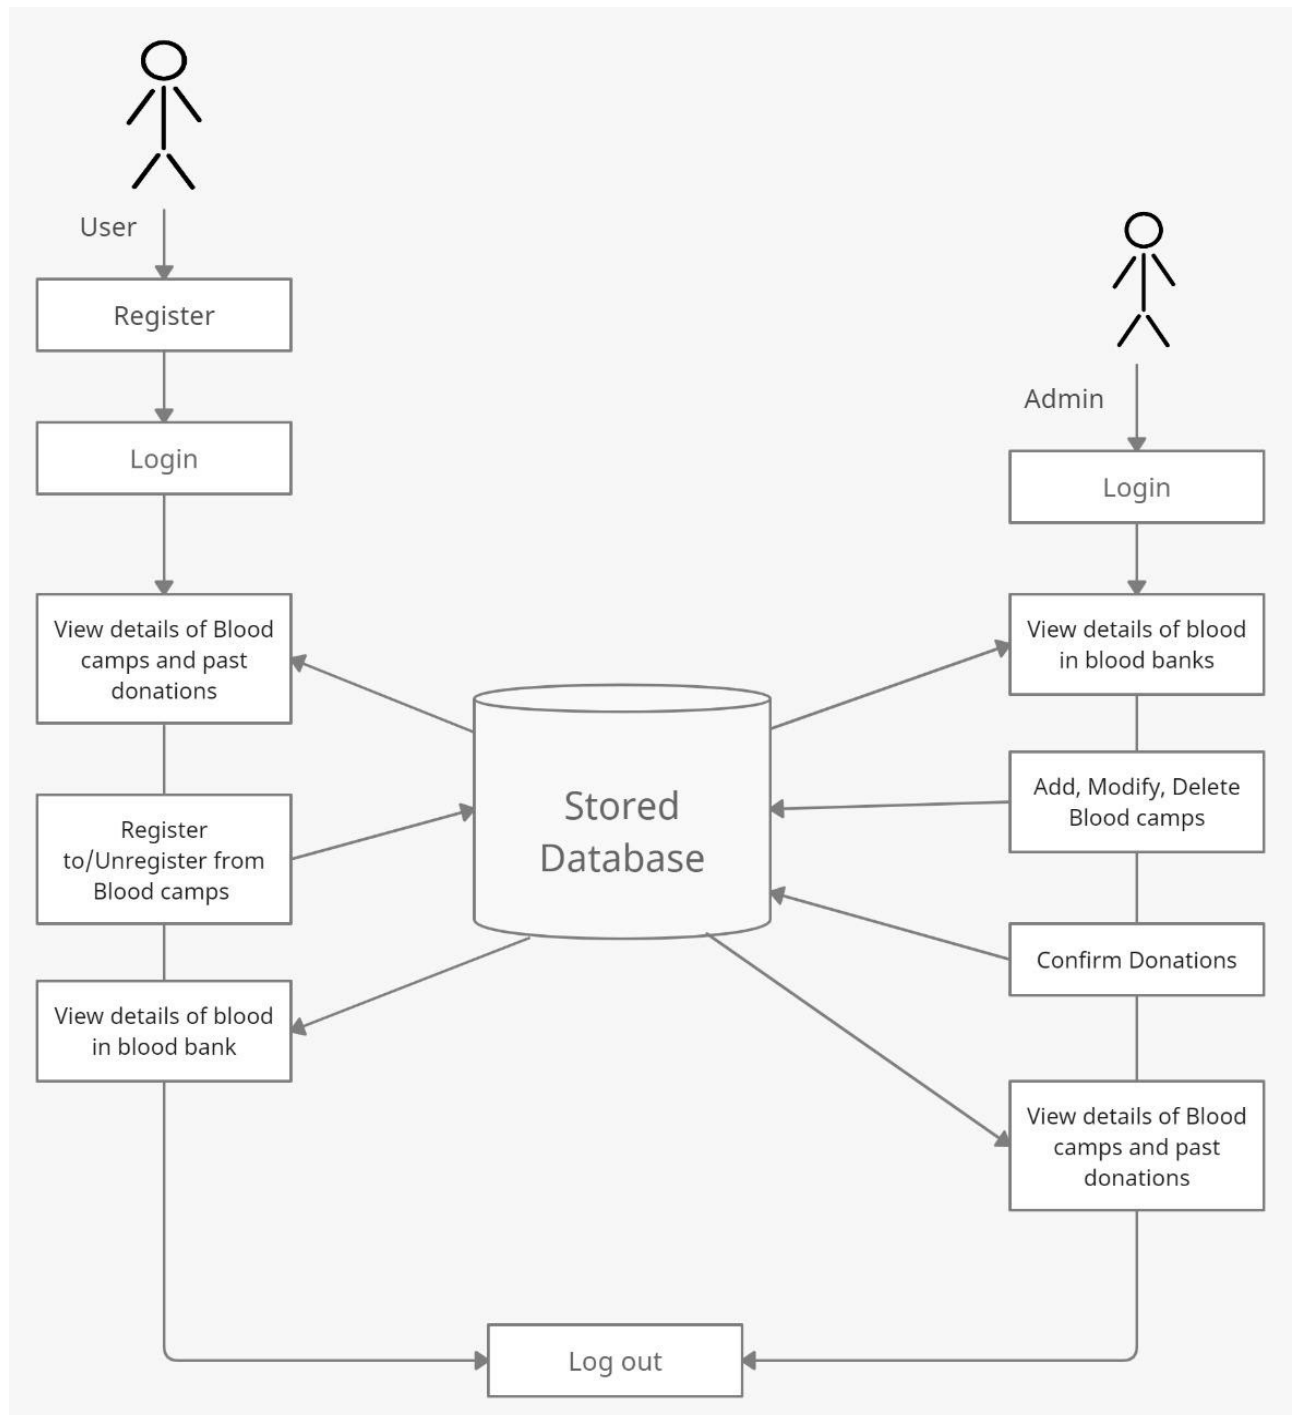 User
Register
Login
View details of Blood
camps and past
donations
Register
to/Unregister from
Blood camps
View details of blood
in blood bank
Stored
Database
Admin
Login
View details of blood
in blood banks
Add, Modify, Delete
Blood camps
Confirm Donations
View details of Blood
camps and past
donations
Log out